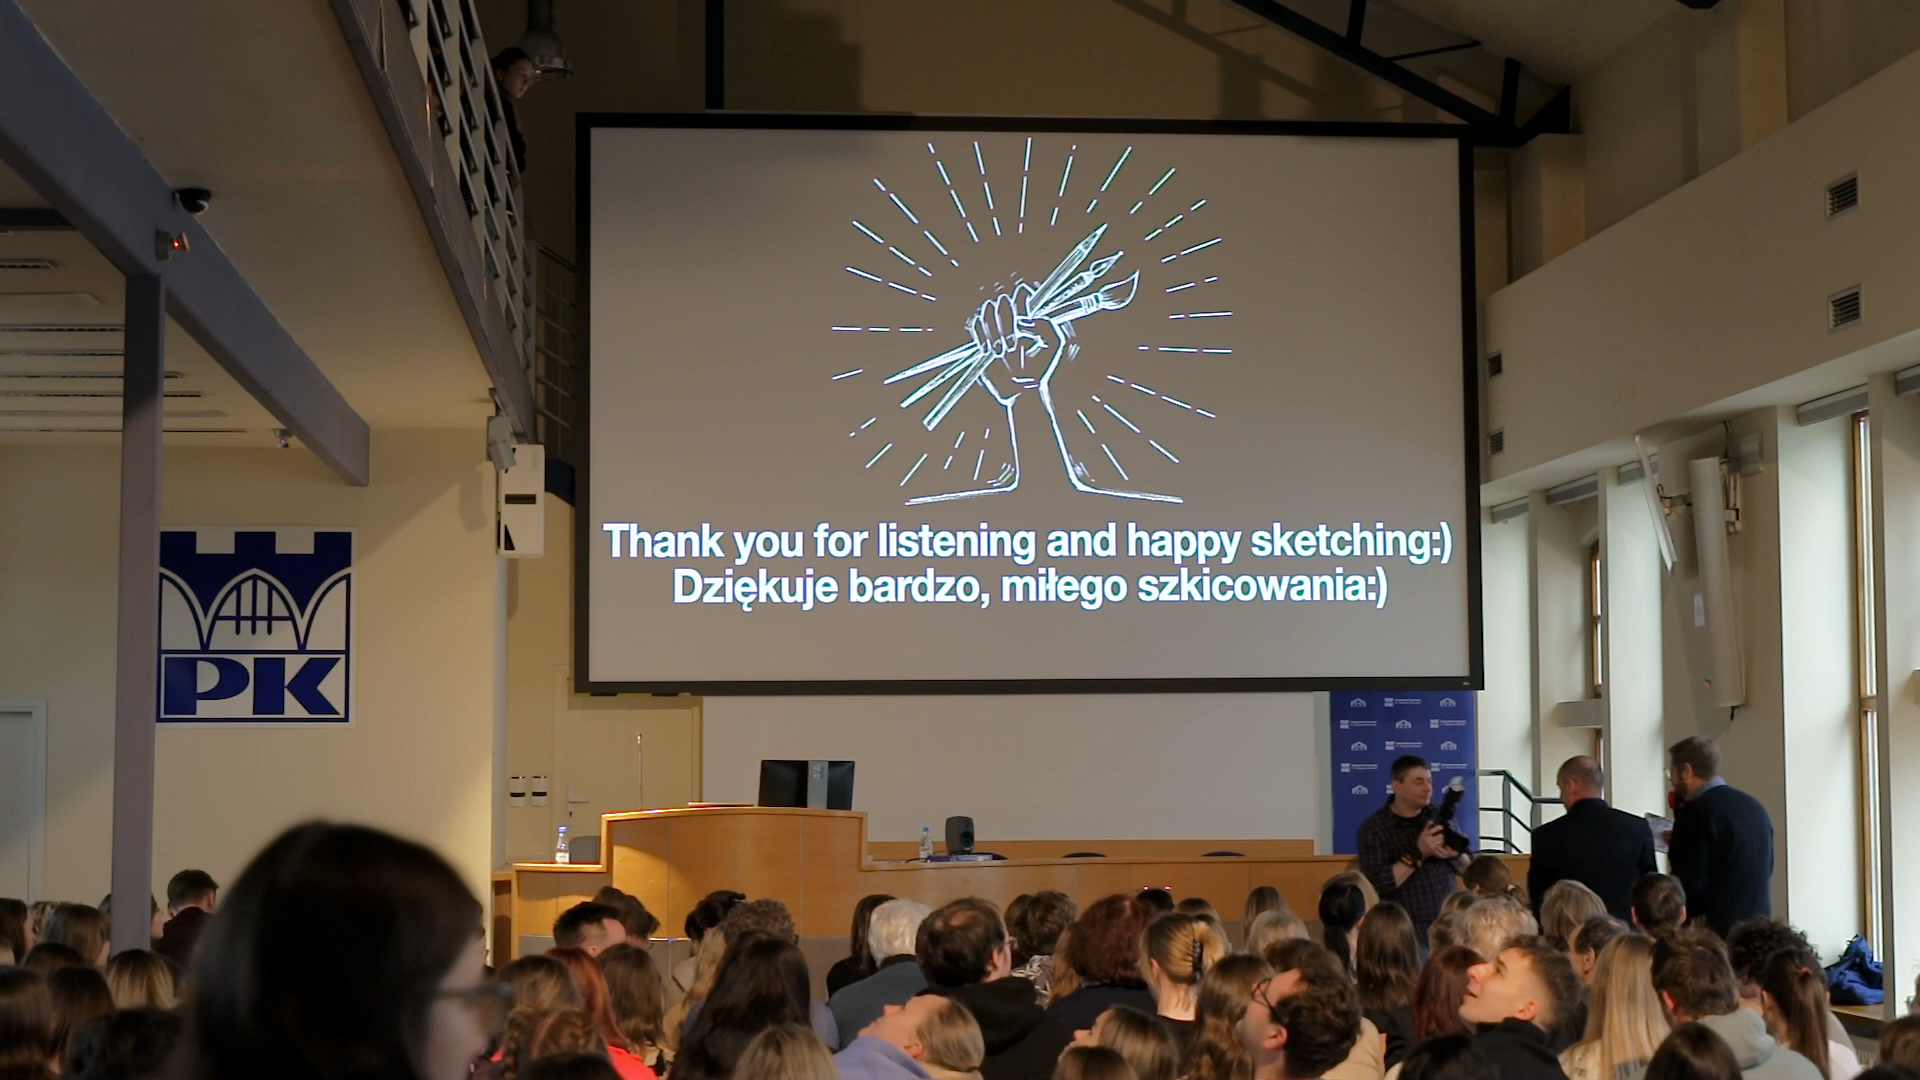 Thank you for listening and happy sketching:)
Dziękuje bardzo, miłego szkicowania:)
PK